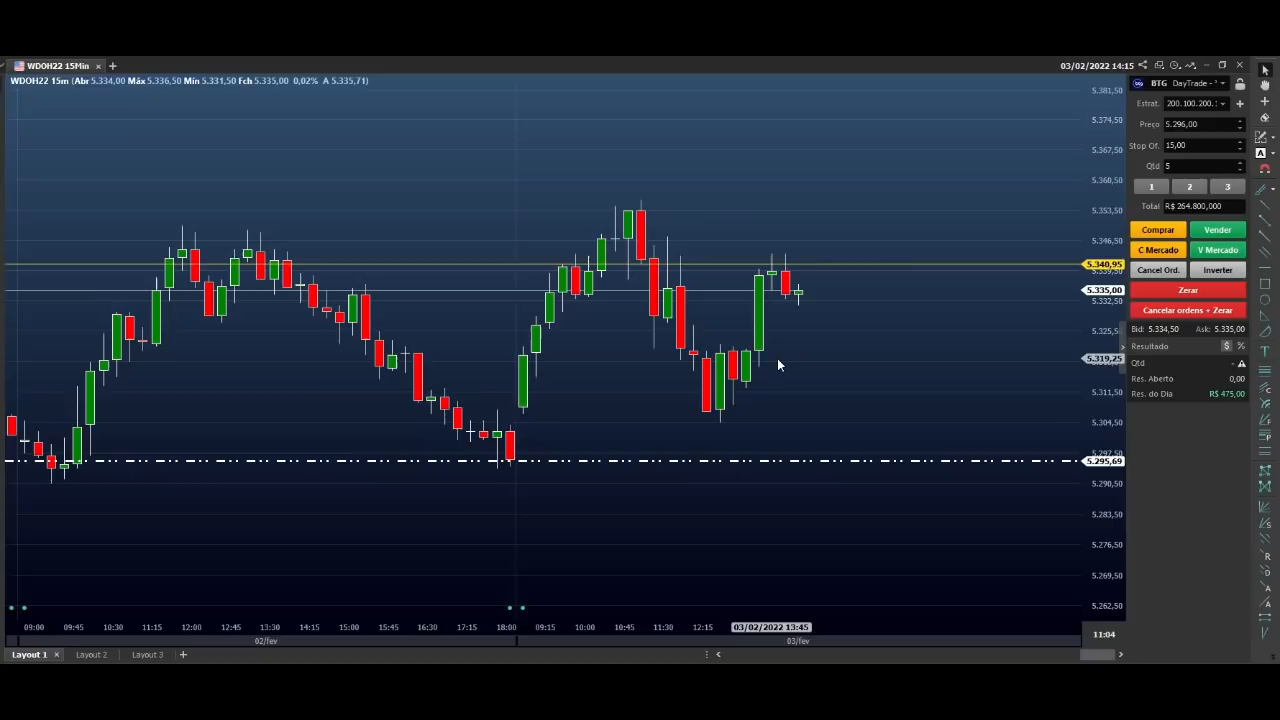 WDOH22 15Min
03/02/2022 14:15
WDOH22 15m (Abr 5.334,00 Máx 5.336,50 Mín 5.331,50 Fch 5.335,00 0,02% A 5.335,71)
5.381,50
5.374,50
5.367,50
5.360,50
5.353,50
5.346,50
5.340,95
5.339,50
5.335,00
5.332,50
5.325,50
5.319,25
5.311,50
5.304,50
5.297,50
5.295,69
5.290,50
5.283,50
5.276,50
5.269,50
5.262,50
BTG DayTrade -
Estrat. 200.100.200.
Preço 5.296,00
Stop Of. 15,00
Qtd 5
1 2 3
Total R$ 264.800,000
Comprar Vender
C Mercado V Mercado
Cancel Ord. Inverter
Zerar
Cancelar ordens + Zerar
Bid: 5.334,50 Ask: 5.335,00
Resultado $ %
Qtd -
Res. Aberto 0,00
Res. do Dia R$ 475,00
09:00 09:45 10:30 11:15 12:00 12:45 13:30 14:15 15:00 15:45 16:30 17:15 18:00 09:15 10:00 10:45 11:30 12:15 03/02/2022 13:45
11:04
02/fev 03/fev
Layout 1 Layout 2 Layout 3